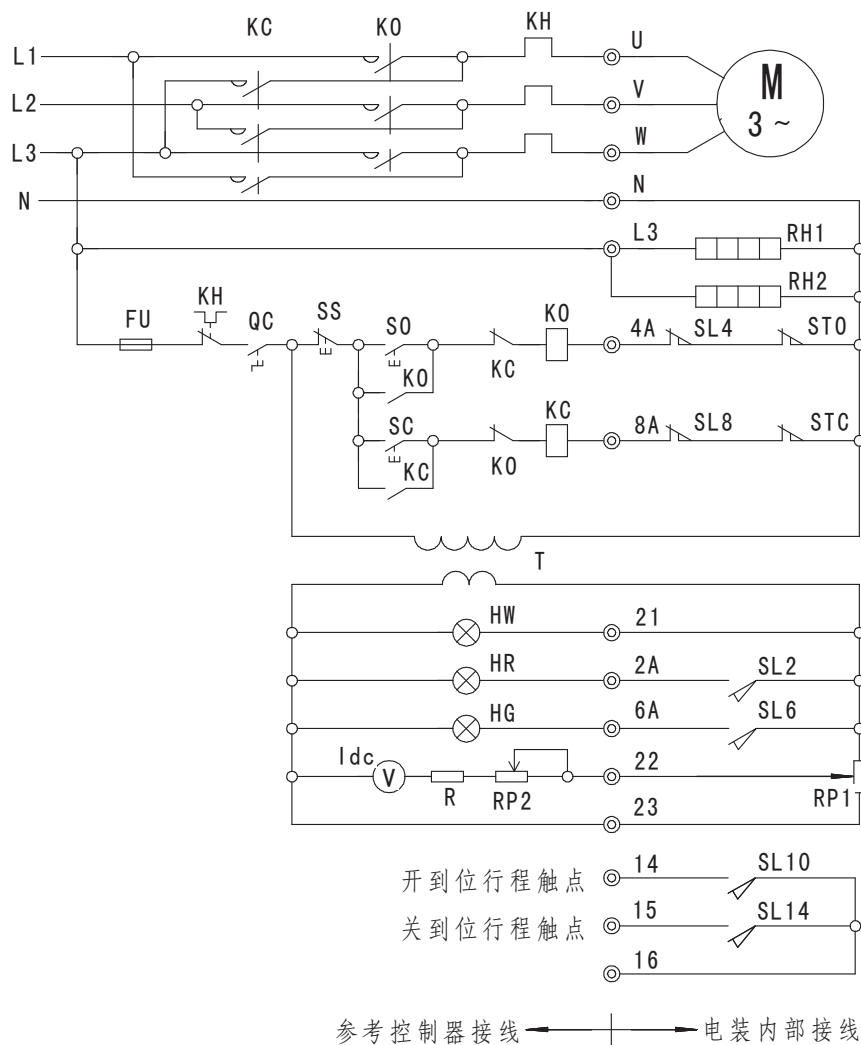 KC KO KH
L1 U
L2 V
M
3 ~
L3 W
N N
L3 RH1
RH2
FU KH QC SS SO KC KO 4A SL4 STO
KO
SC KO KC 8A SL8 STC
KC
T
HW 21
HR 2A SL2
HG 6A SL6
Idc V R RP2 22 RP1
23
开到位行程触点 14 SL10
关到位行程触点 15 SL14
16
参考控制器接线 电装内部接线